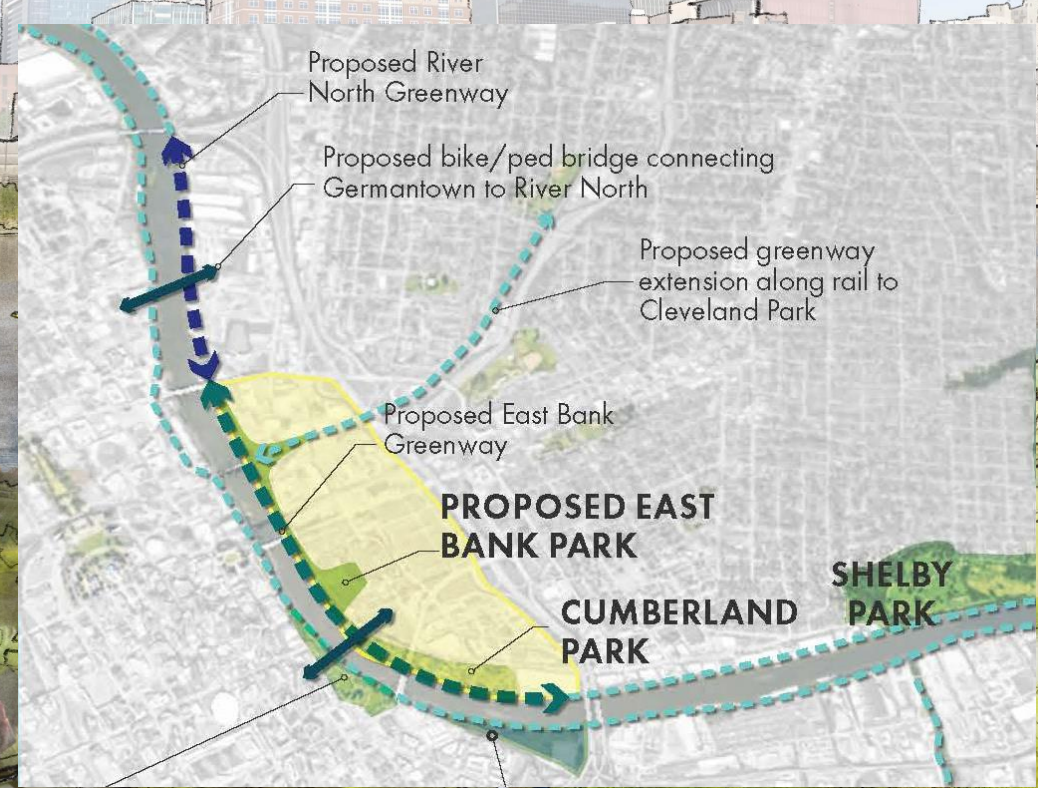 Proposed River
North Greenway
Proposed bike/ped bridge connecting
Germantown to River North
Proposed greenway
extension along rail to
Cleveland Park
Proposed East Bank
Greenway
PROPOSED EAST
BANK PARK
SHELBY
PARK
CUMBERLAND
PARK